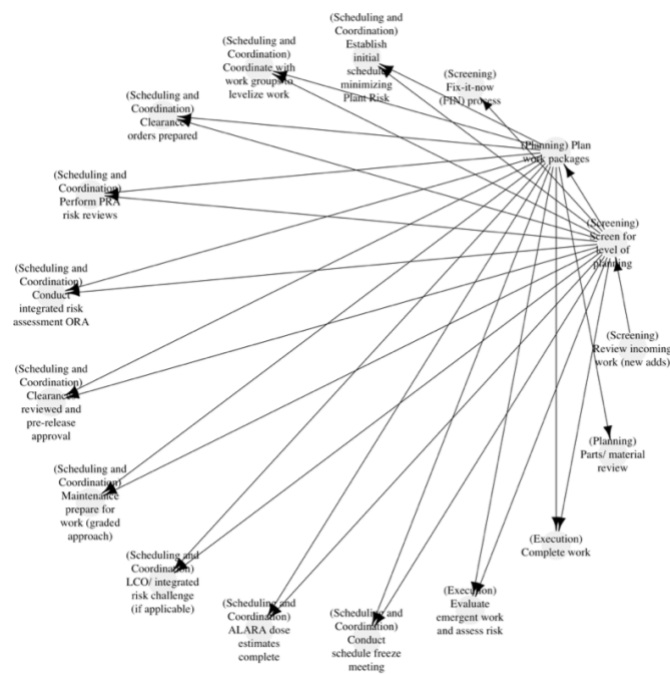 (Scheduling and
Coordination)
Establish
initial
schedule
minimizing
Plant Risk
(Scheduling and
Coordination)
Coordinate with
work groups to
levelize work
(Screening)
Fix-it-now
(FIN) process
(Scheduling and
Coordination)
Clearance
orders prepared
(Planning) Plan
work packages
(Scheduling and
Coordination)
Perform PRA
risk reviews
(Screening)
Screen for
level of
planning
(Scheduling and
Coordination)
Conduct
integrated risk
assessment ORA
(Screening)
Review incoming
work (new adds)
(Scheduling and
Coordination)
Clearances
reviewed and
pre-release
approval
(Planning)
Parts/ material
review
(Scheduling and
Coordination)
Maintenance
prepare for
work (graded
approach)
(Execution)
Complete work
(Scheduling and
Coordination)
LCO/ integrated
risk challenge
(if applicable)
(Execution)
Evaluate
emergent work
and assess risk
(Scheduling and
Coordination)
ALARA dose
estimates
complete
(Scheduling and
Coordination)
Conduct
schedule freeze
meeting